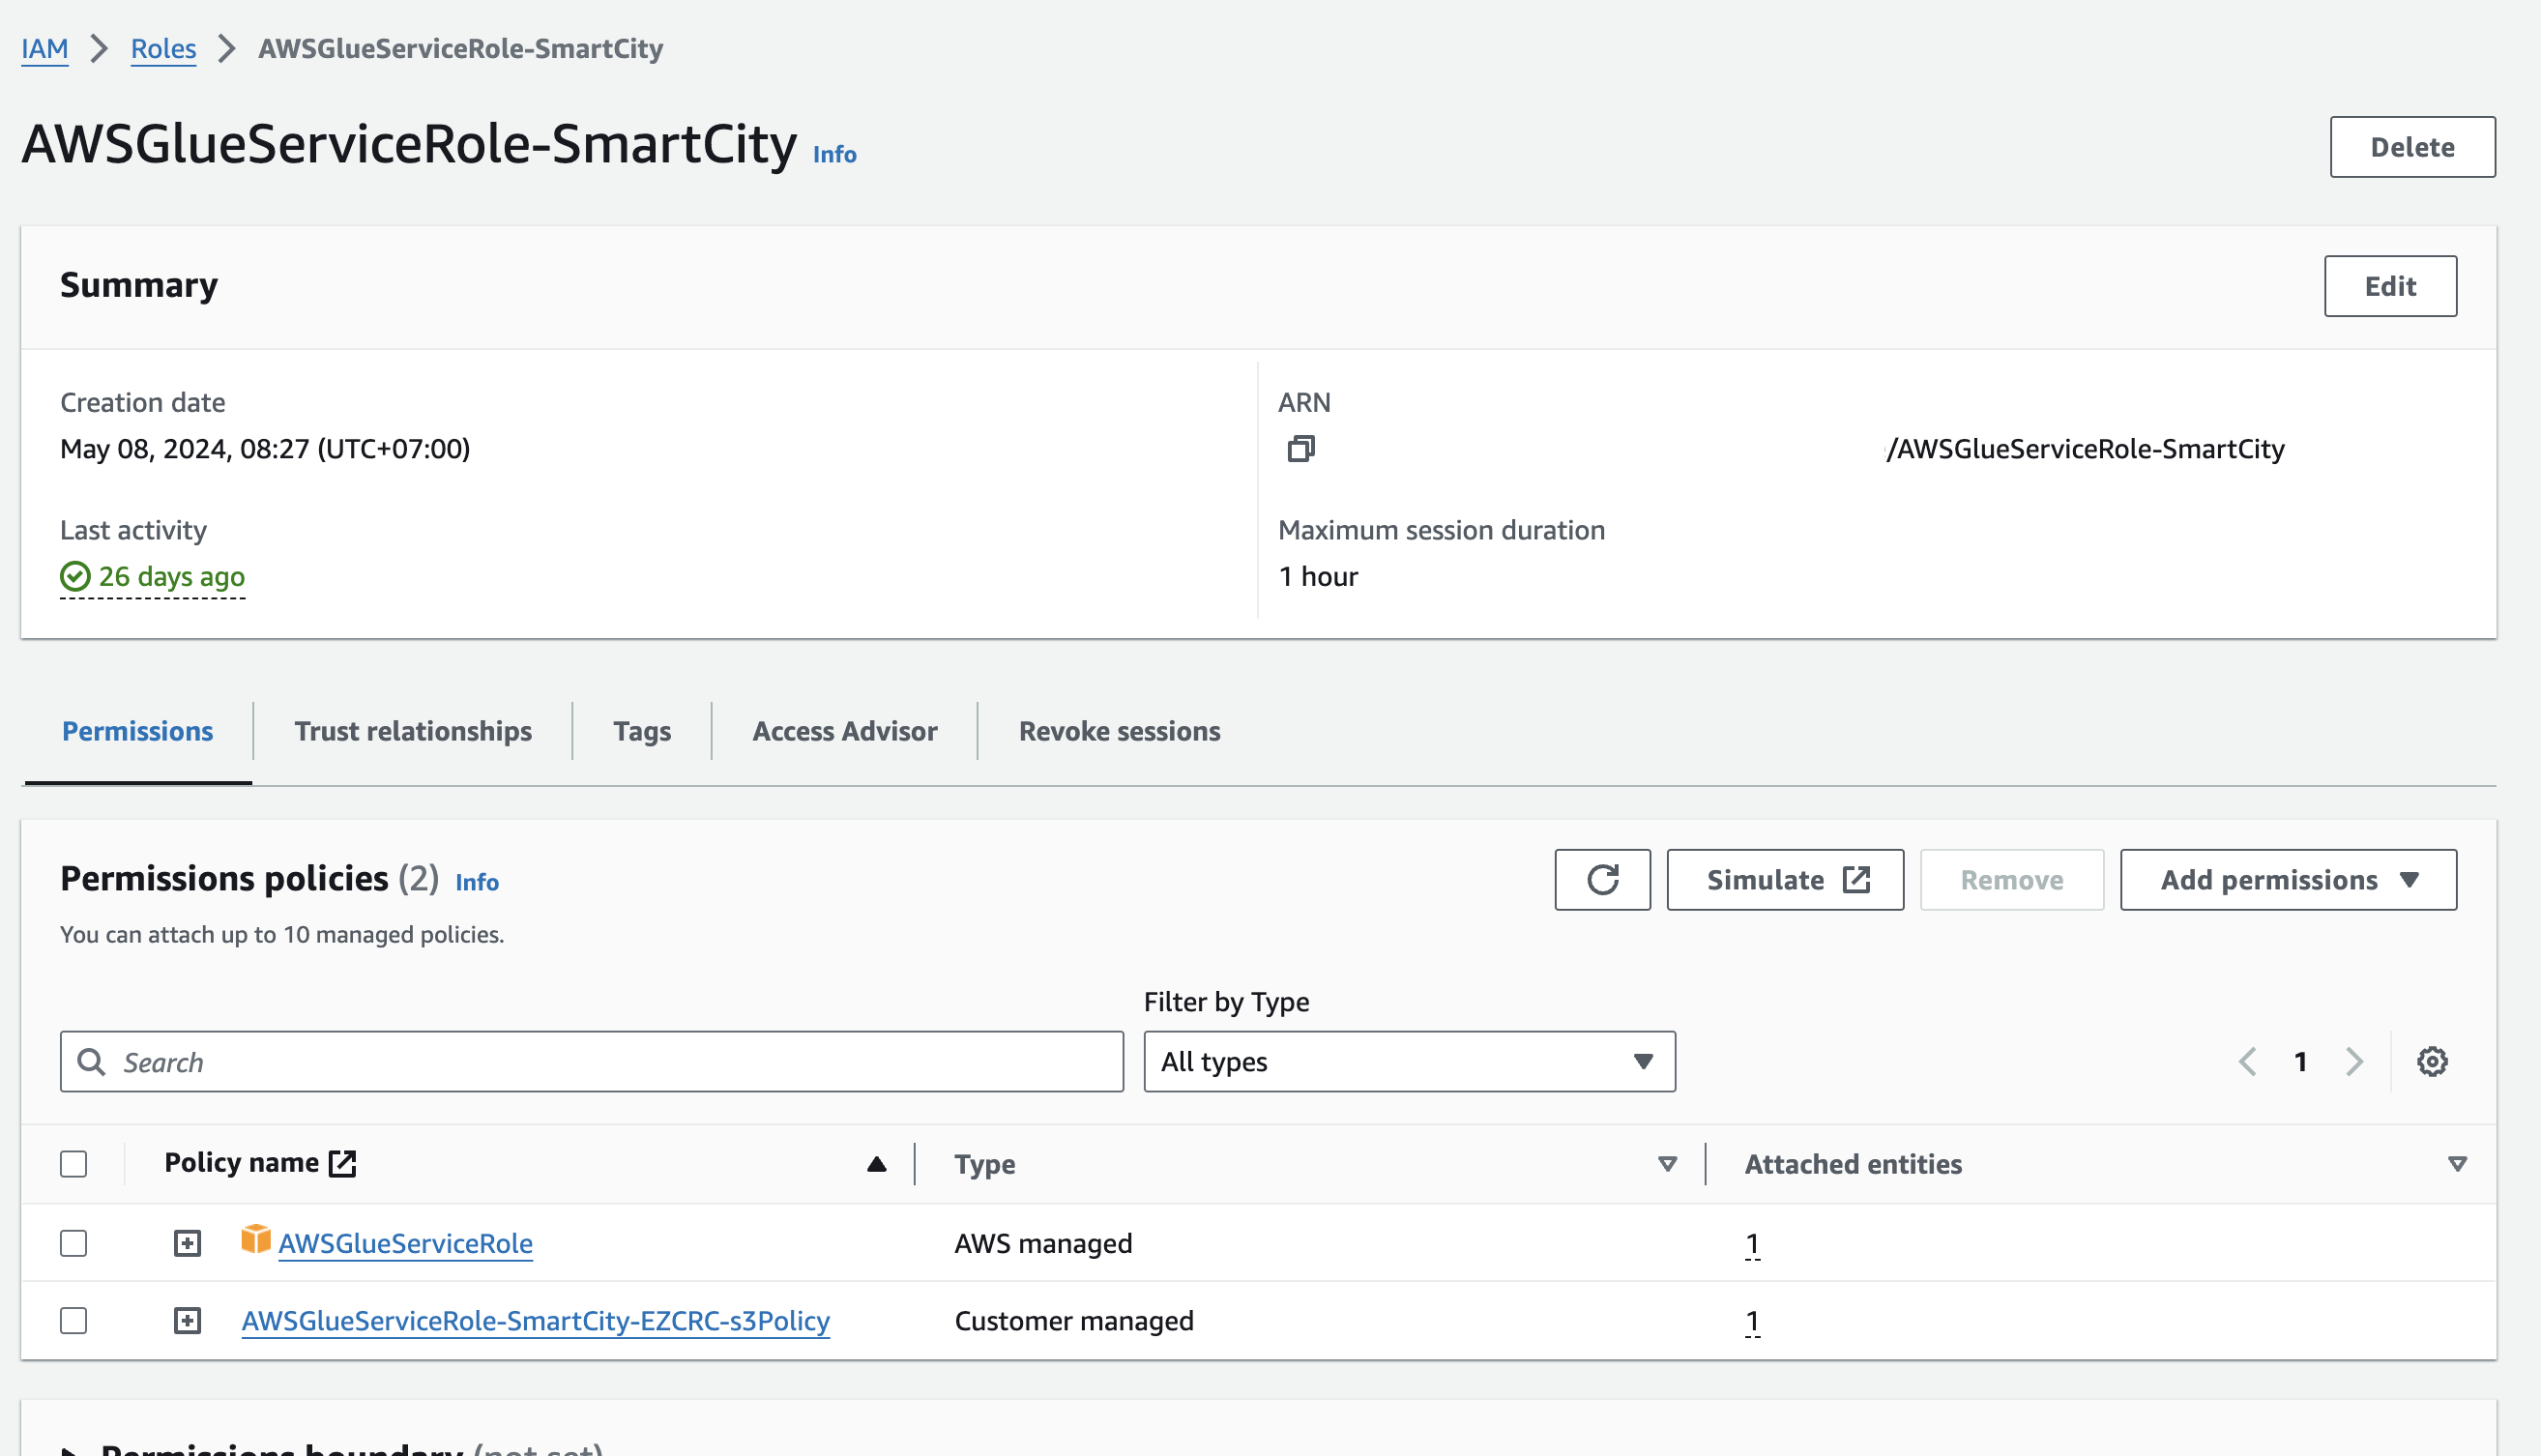 IAM > Roles > AWSGlueServiceRole-SmartCity
AWSGlueServiceRole-SmartCity Info
Delete
Summary
Edit
Creation date
May 08, 2024, 08:27 (UTC+07:00)
ARN
/AWSGlueServiceRole-SmartCity
Last activity
26 days ago
Maximum session duration
1 hour
Permissions
Trust relationships
Tags
Access Advisor
Revoke sessions
Permissions policies (2) Info
You can attach up to 10 managed policies.
Simulate
Remove
Add permissions
Filter by Type
Search
All types
1
Policy name
Type
Attached entities
AWSGlueServiceRole
AWS managed
1
AWSGlueServiceRole-SmartCity-EZCRC-s3Policy
Customer managed
1
Permissions boundary (not set)